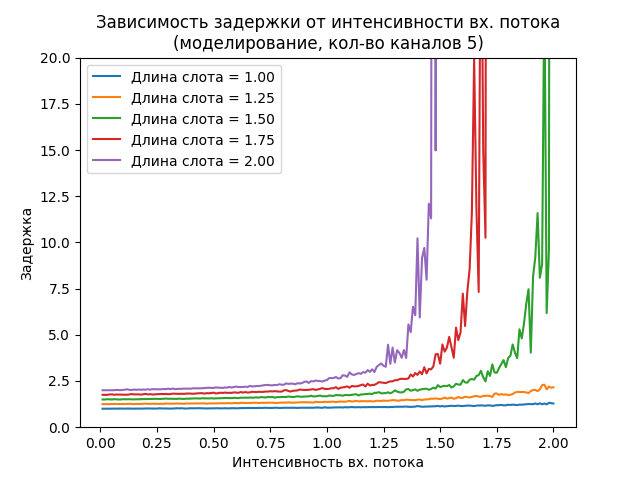 Зависимость задержки от интенсивности вх. потока
(моделирование, кол-во каналов 5)
20.0
17.5
15.0
12.5
10.0
7.5
5.0
2.5
0.0
Задержка
Длина слота = 1.00
Длина слота = 1.25
Длина слота = 1.50
Длина слота = 1.75
Длина слота = 2.00
0.00 0.25 0.50 0.75 1.00 1.25 1.50 1.75 2.00
Интенсивность вх. потока